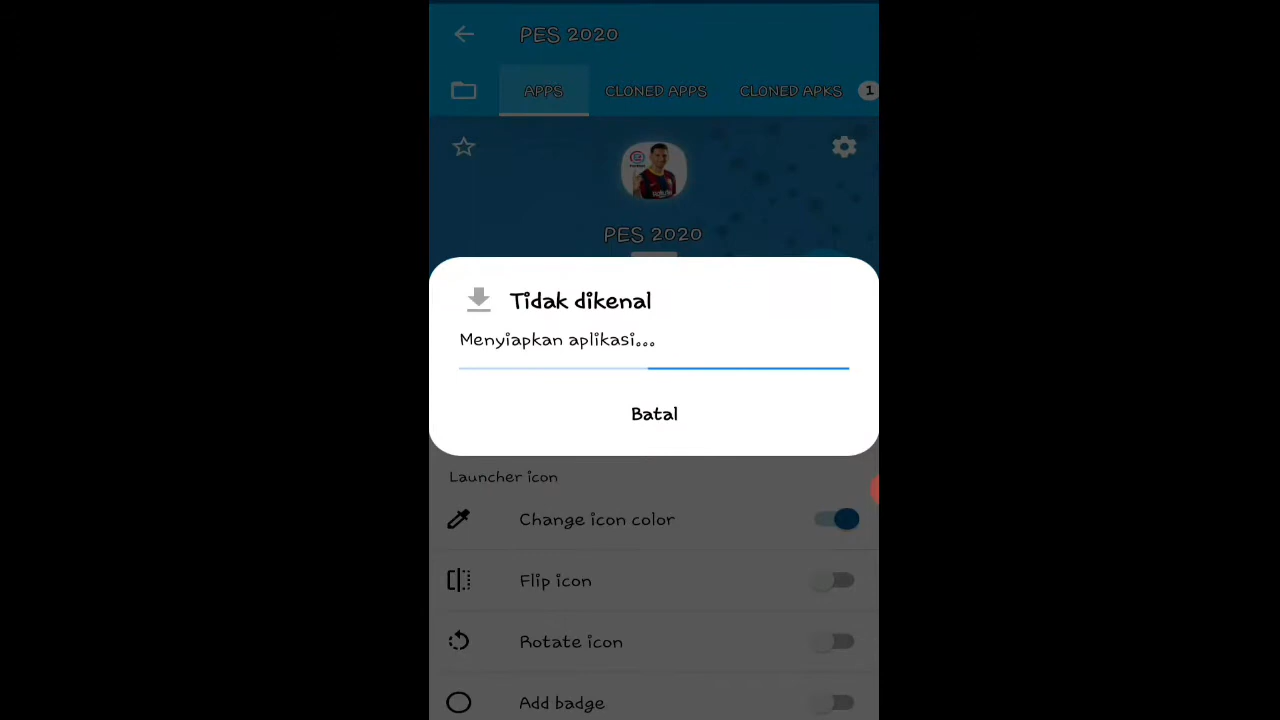 PES 2020
APPS
CLONED APPS
CLONED APKS
1
PES 2020
Tidak dikenal
Menyiapkan aplikasi...
Batal
Launcher icon
Change icon color
Flip icon
Rotate icon
Add badge